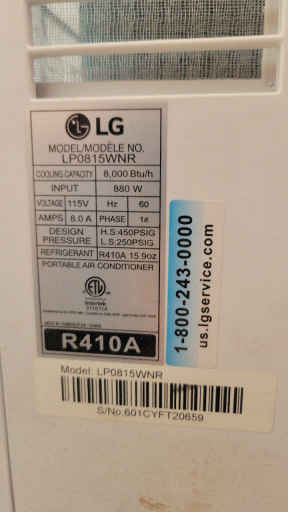 LG
MODEL/MODÈLE NO.
LP0815WNR
COOLING CAPACITY 8,000 Btu/h
INPUT 880 W
VOLTAGE 115V Hz 60
AMPS 8.0 A PHASE 1ø
DESIGN PRESSURE H.S:450PSIG
L.S:250PSIG
REFRIGERANT R410A 15.9oz
PORTABLE AIR CONDITIONER
ETL
Intertek
R410A
1-800-243-0000
us.lgservice.com
Model: LP0815WNR
S/No.601CYFT20659